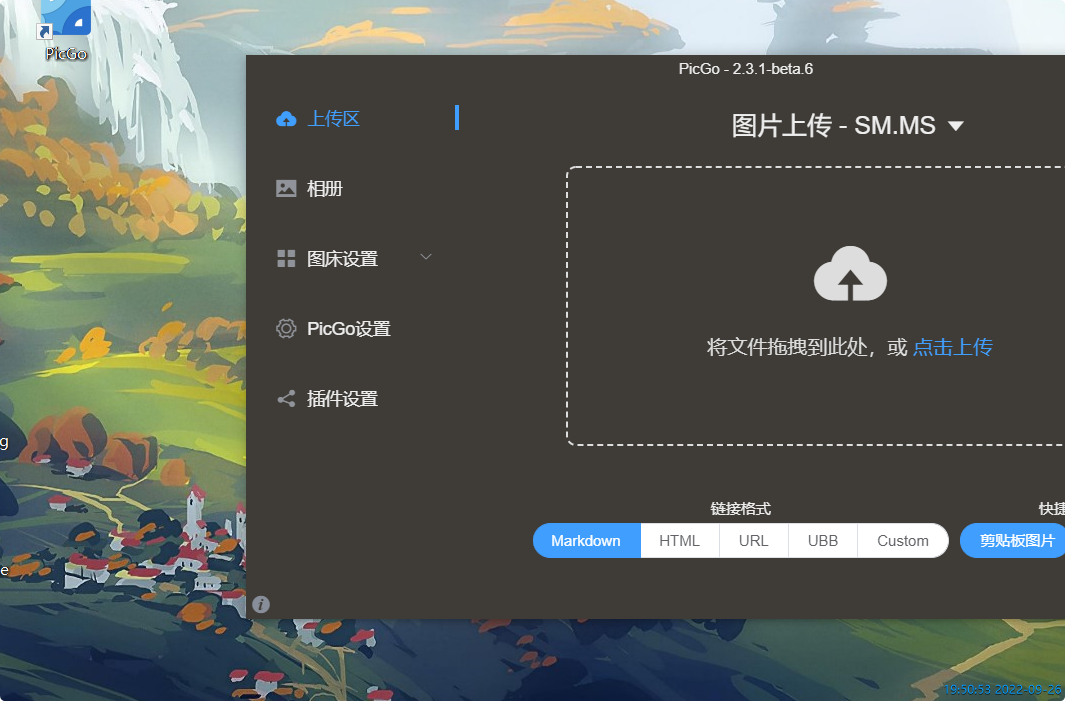 PicGo
PicGo - 2.3.1-beta.6
上传区
图片上传 - SM.MS
相册
图床设置
PicGo设置
将文件拖拽到此处，或 点击上传
插件设置
g
链接格式
快捷
Markdown
HTML
URL
UBB
Custom
剪贴板图片
e
19:50:53 2022-09-26